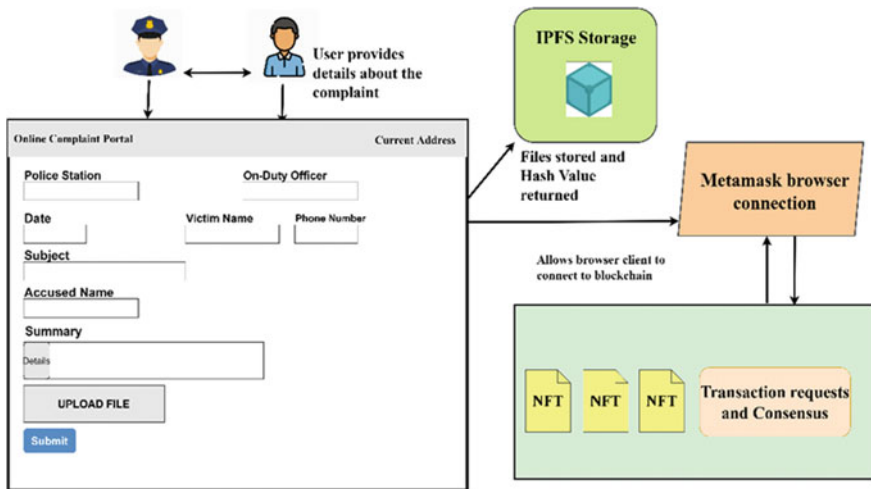 User provides
details about the
complaint
IPFS Storage
Files stored and
Hash Value
returned
Online Complaint Portal
Current Address
Police Station
On-Duty Officer
Date
Victim Name
Phone Number
Subject
Accused Name
Summary
Details
UPLOAD FILE
Submit
Metamask browser
connection
Allows browser client to
connect to blockchain
NFT
NFT
NFT
Transaction requests
and Consensus